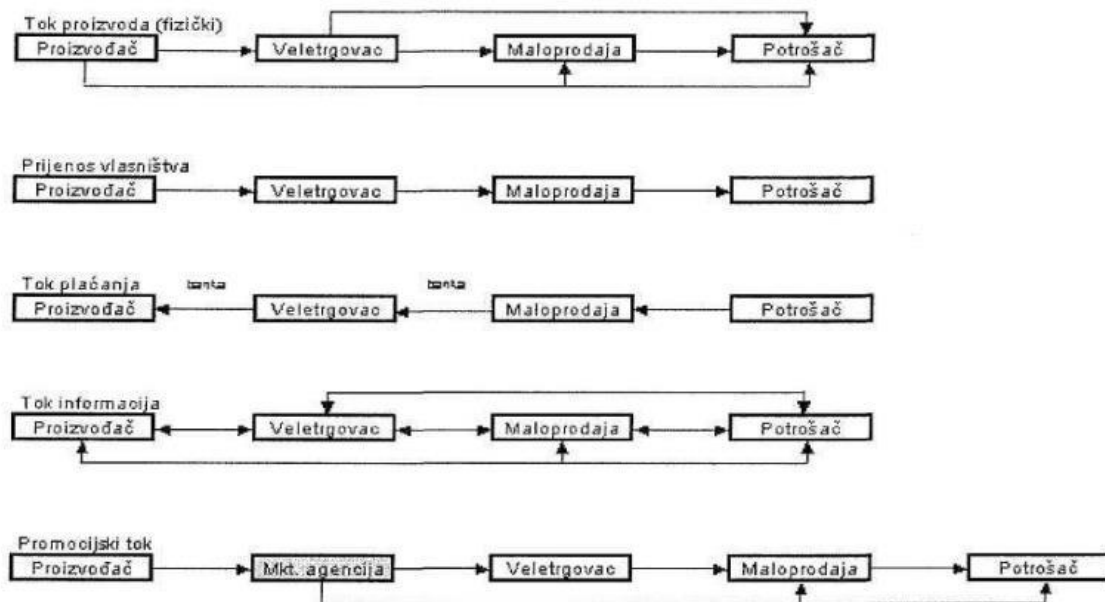 Tok proizvoda (fizički)
Proizvođač Veletrgovac Maloprodaja Potrošač
Prijenos vlasništva
Proizvođač Veletrgovac Maloprodaja Potrošač
Tok plaćanja banka banka
Proizvođač Veletrgovac Maloprodaja Potrošač
Tok informacija
Proizvođač Veletrgovac Maloprodaja Potrošač
Promocijski tok
Proizvođač Mkt. agencija Veletrgovac Maloprodaja Potrošač